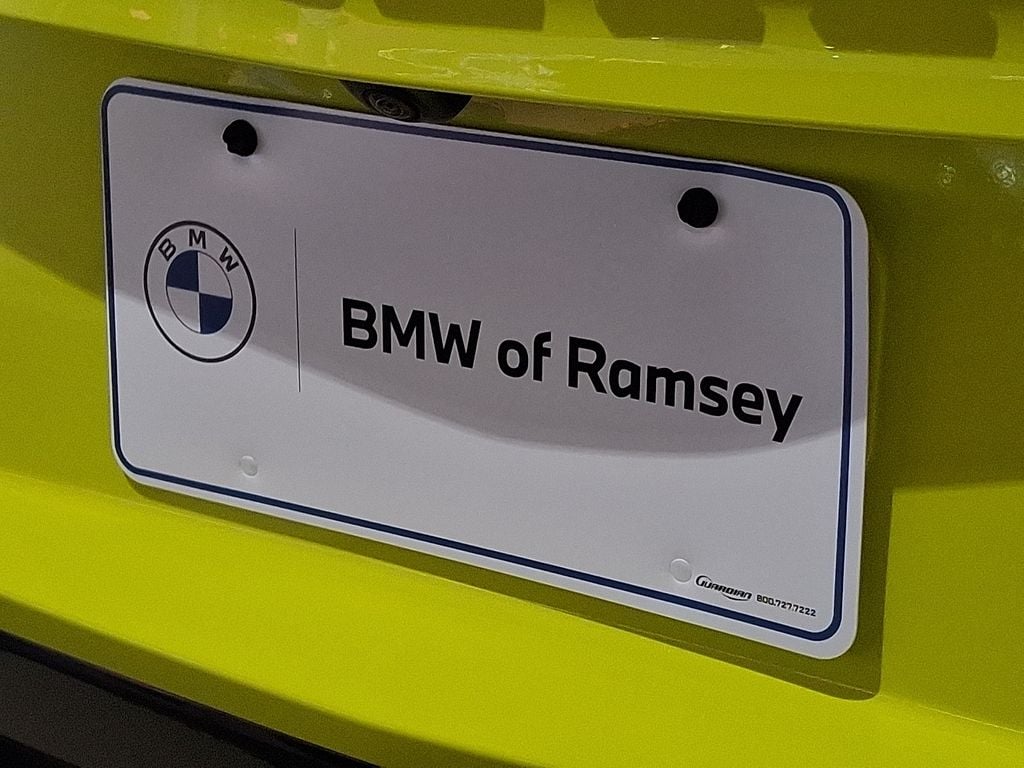 BMW
BMW of Ramsey
GUARDIAN 800.727.7222